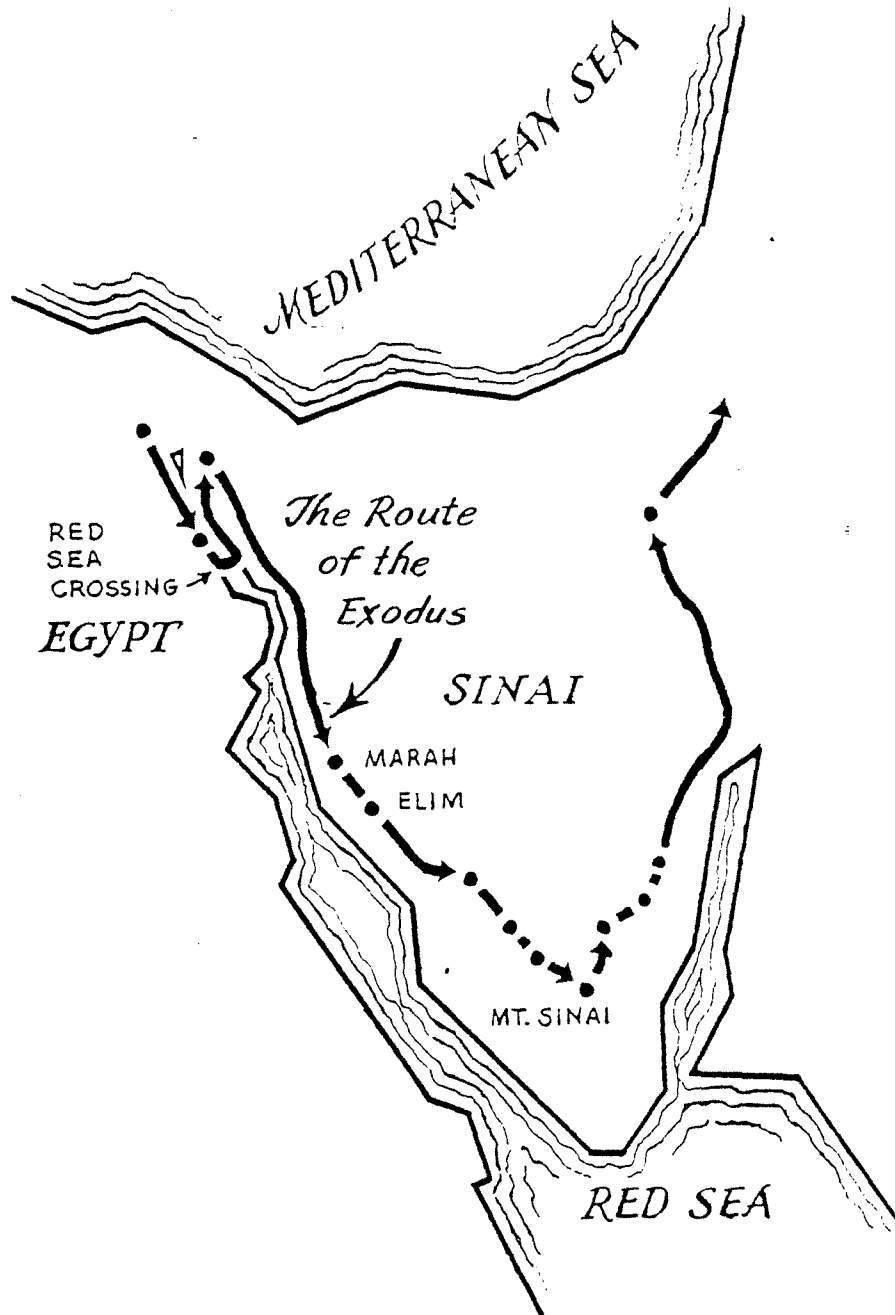 MEDITERRANEAN SEA
The Route
of the
Exodus
RED
SEA
CROSSING
EGYPT
SINAI
MARAH
ELIM
MT. SINAI
RED SEA